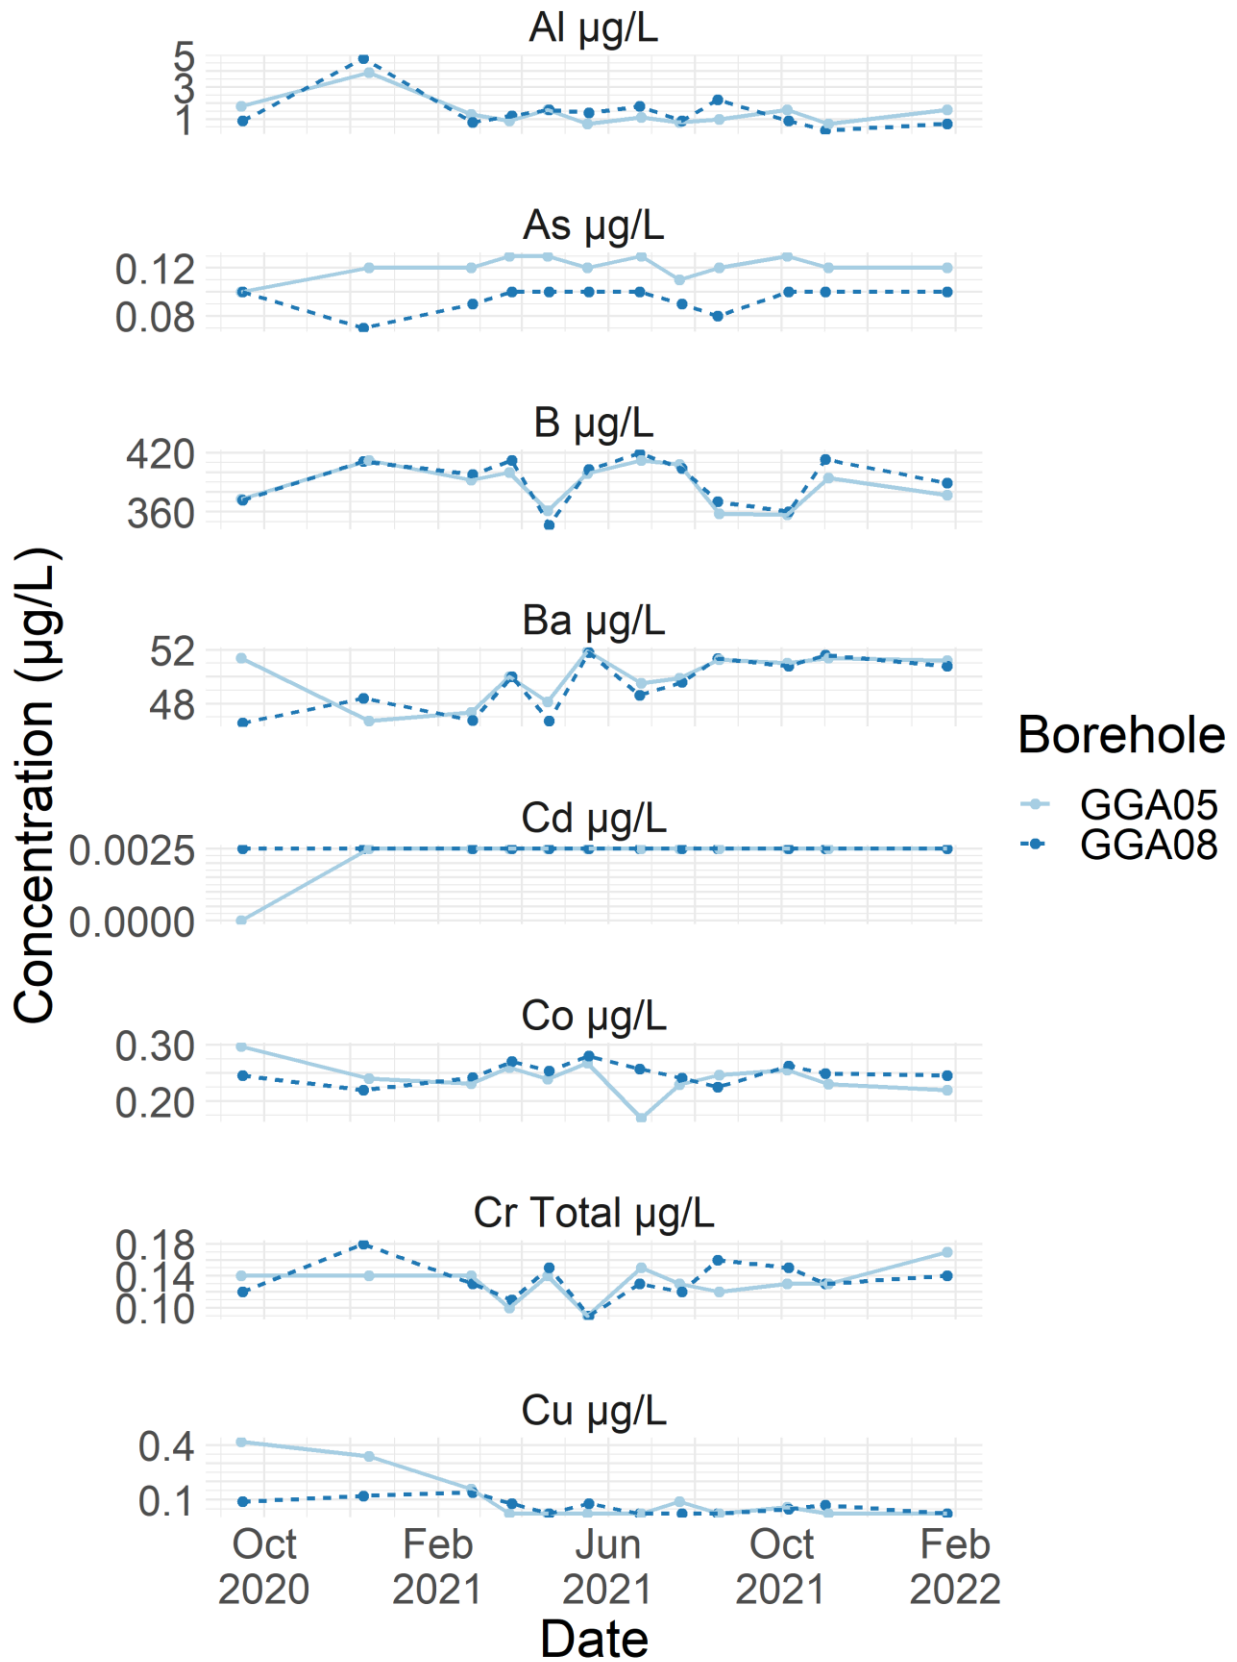 Al µg/L
5
3
1
As µg/L
0.12
0.08
B µg/L
420
360
Ba µg/L
52
48
Cd µg/L
0.0025
0.0000
Co µg/L
0.30
0.20
Cr Total µg/L
0.18
0.14
0.10
Cu µg/L
0.4
0.1
Oct 2020
Feb 2021
Jun 2021
Oct 2021
Feb 2022
Date
Concentration (µg/L)
Borehole
GGA05
GGA08